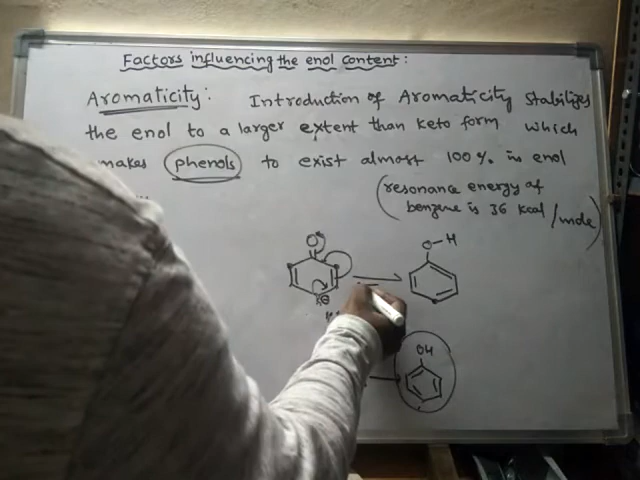 Factors influencing the enol content:
Aromaticity: Introduction of Aromaticity stabilizes
the enol to a larger extent than keto form which
makes phenols to exist almost 100% in enol
(resonance energy of
benzene is 36 kcal/mole)
O
O-H
OH